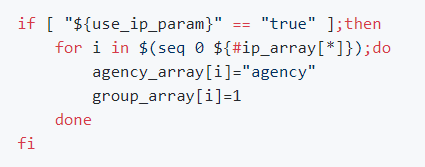 if [ "${use_ip_param}" == "true" ];then
    for i in $(seq 0 ${#ip_array[*]});do
        agency_array[i]="agency"
        group_array[i]=1
    done
fi